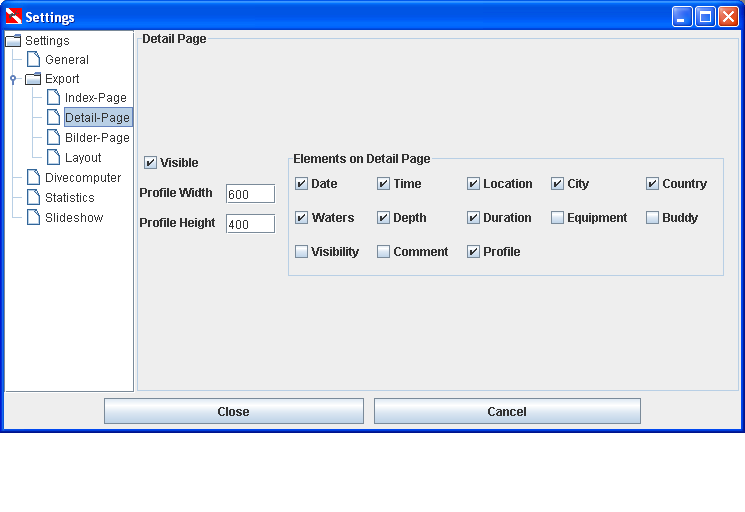 Settings
Settings
General
Export
Index-Page
Detail-Page
Bilder-Page
Layout
Divecomputer
Statistics
Slideshow
Detail Page
Visible
Profile Width 600
Profile Height 400
Elements on Detail Page
Date Time Location City Country
Waters Depth Duration Equipment Buddy
Visibility Comment Profile
Close Cancel